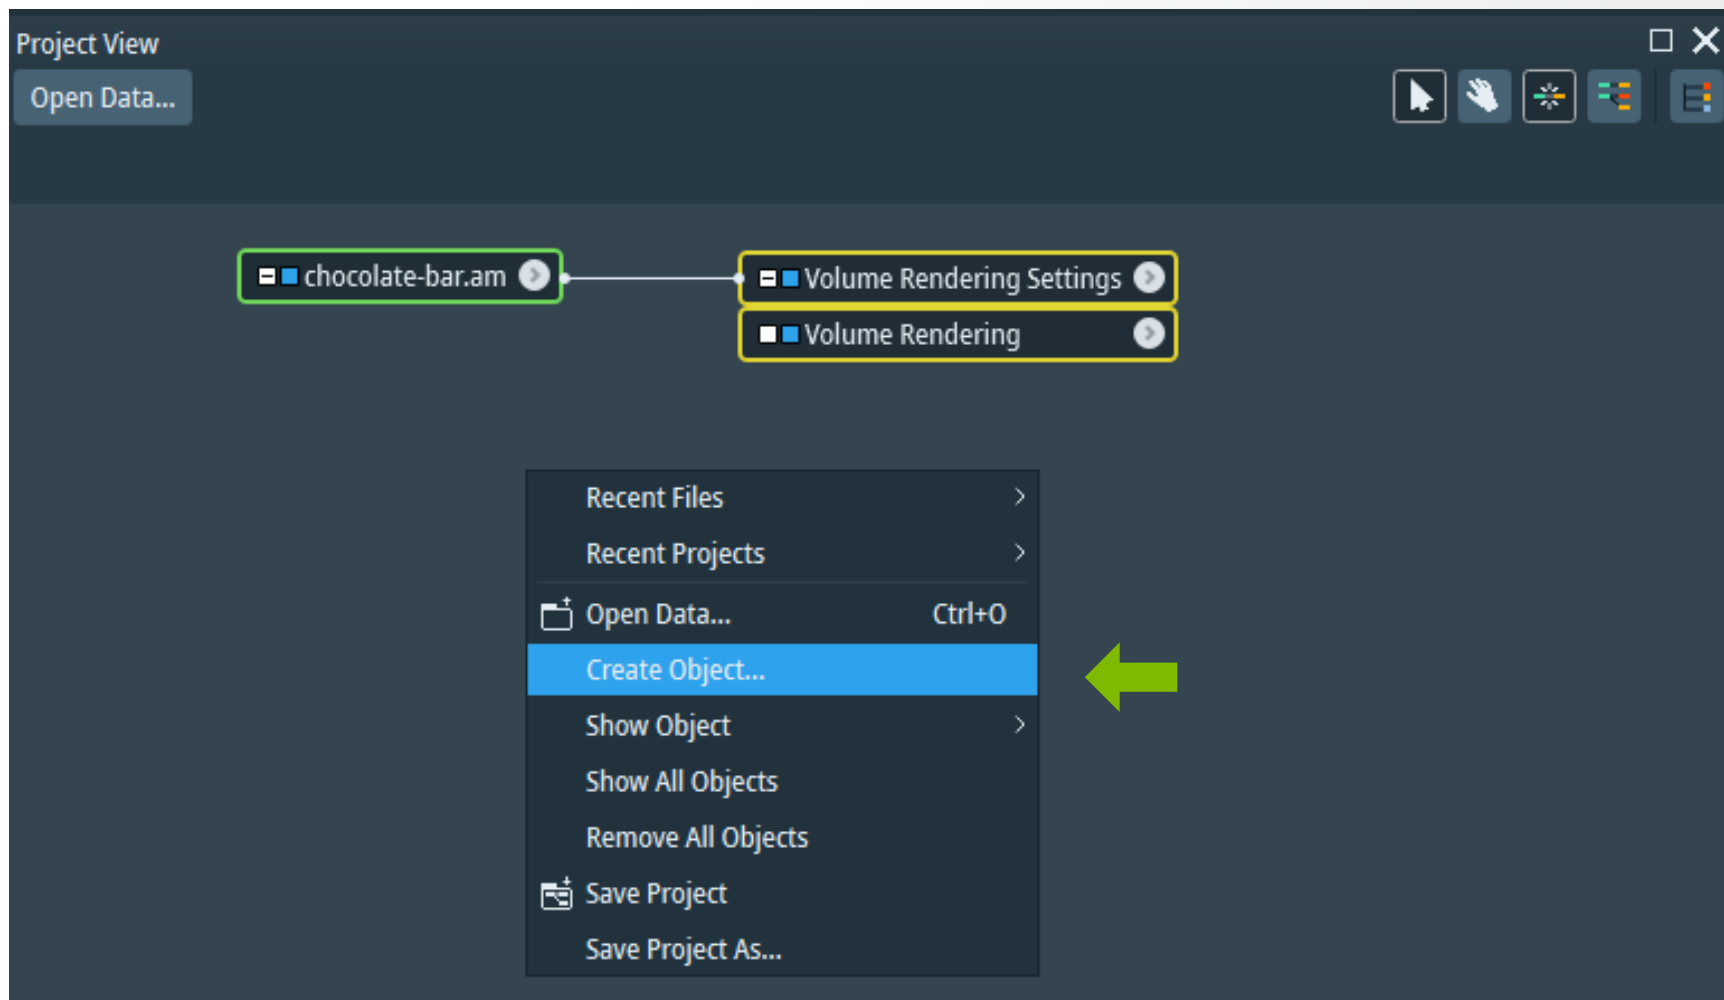 Project View
Open Data...
chocolate-bar.am
Volume Rendering Settings
Volume Rendering
Recent Files
Recent Projects
Open Data... Ctrl+O
Create Object...
Show Object
Show All Objects
Remove All Objects
Save Project
Save Project As...